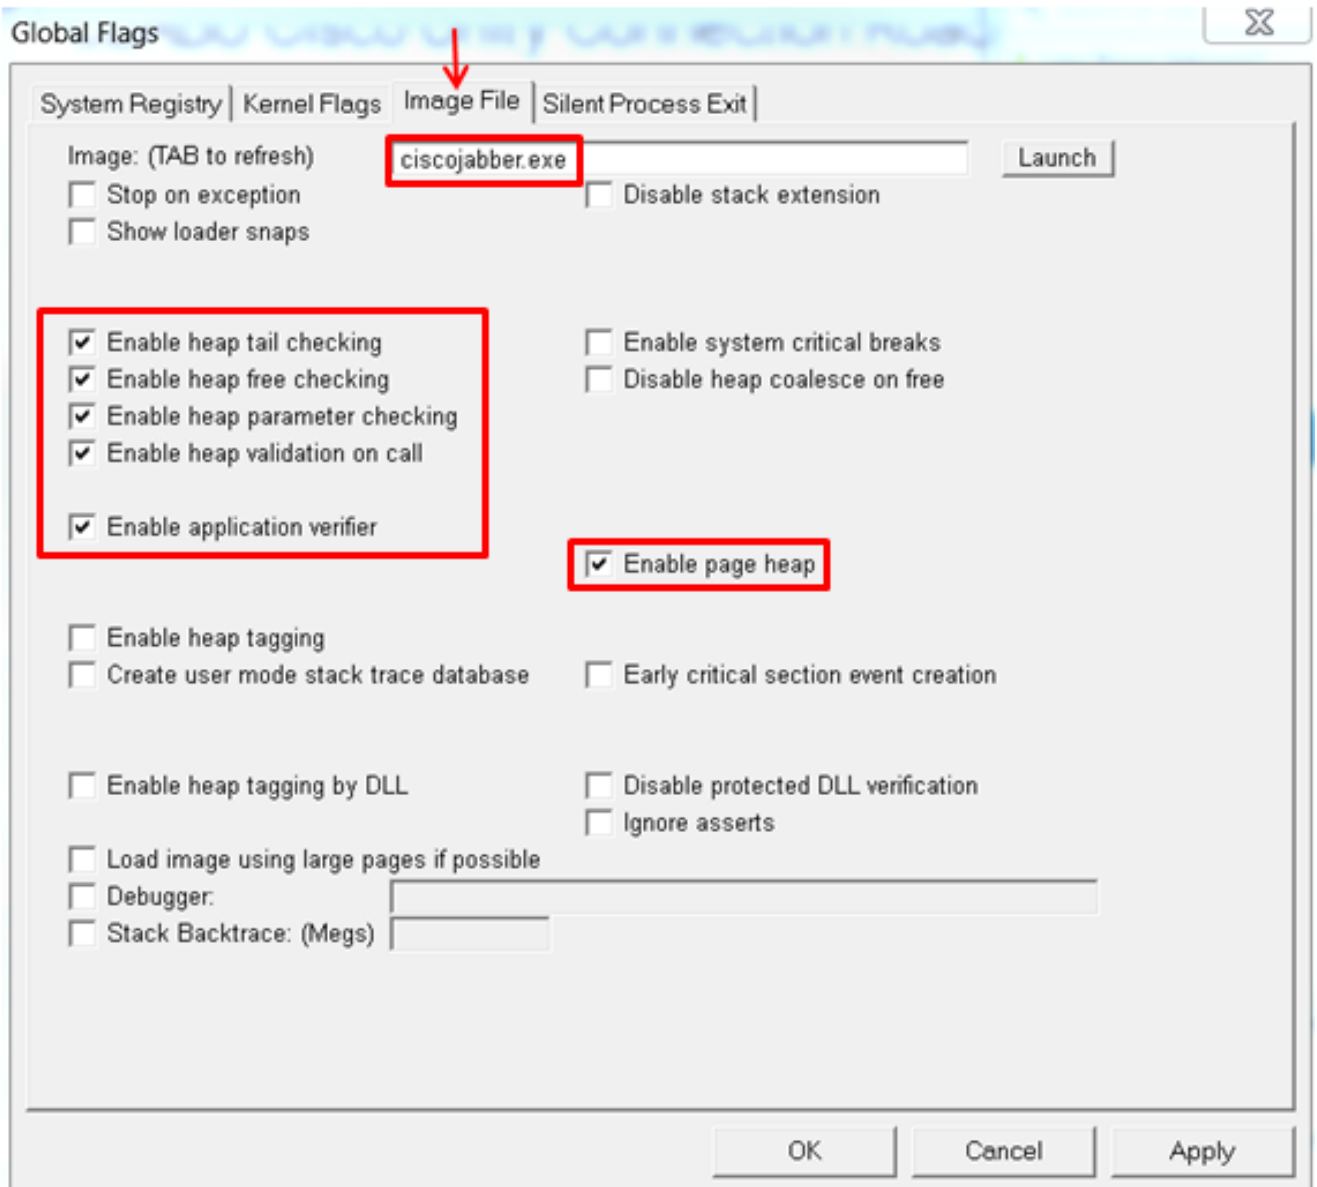 Global Flags
System Registry Kernel Flags Image File Silent Process Exit
Image: (TAB to refresh) ciscojabber.exe Launch
Stop on exception Disable stack extension
Show loader snaps
Enable heap tail checking Enable system critical breaks
Enable heap free checking Disable heap coalesce on free
Enable heap parameter checking
Enable heap validation on call
Enable application verifier
Enable page heap
Enable heap tagging
Create user mode stack trace database Early critical section event creation
Enable heap tagging by DLL Disable protected DLL verification
Ignore asserts
Load image using large pages if possible
Debugger:
Stack Backtrace: (Megs)
OK Cancel Apply